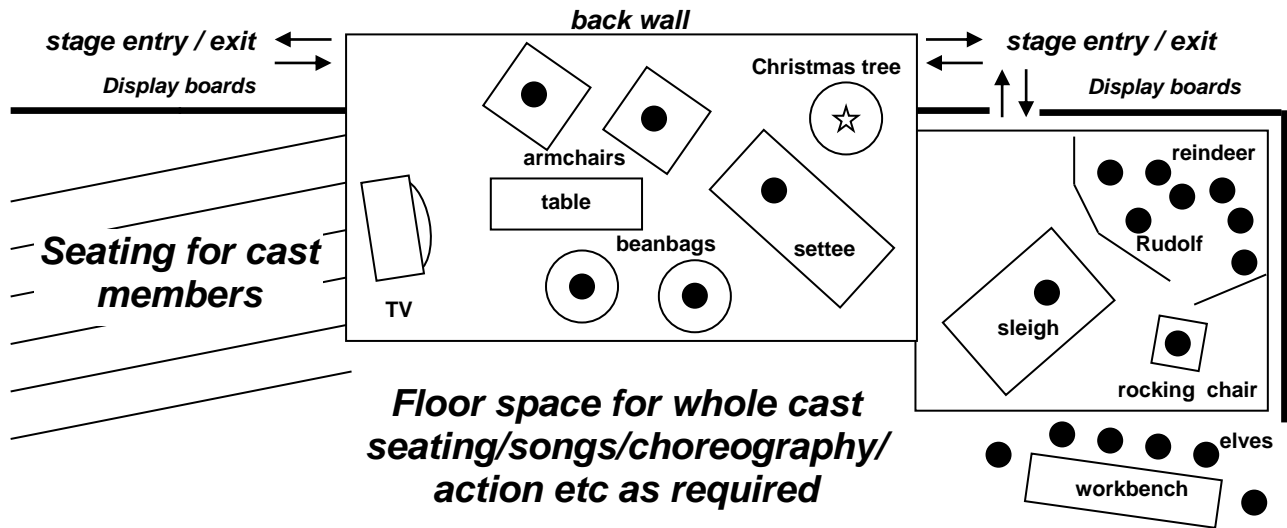 back wall
stage entry / exit
stage entry / exit
Display boards
Christmas tree
Display boards
armchairs
reindeer
table
beanbags
settee
Rudolf
Seating for cast
members
TV
sleigh
rocking chair
Floor space for whole cast
seating/songs/choreography/
action etc as required
elves
workbench